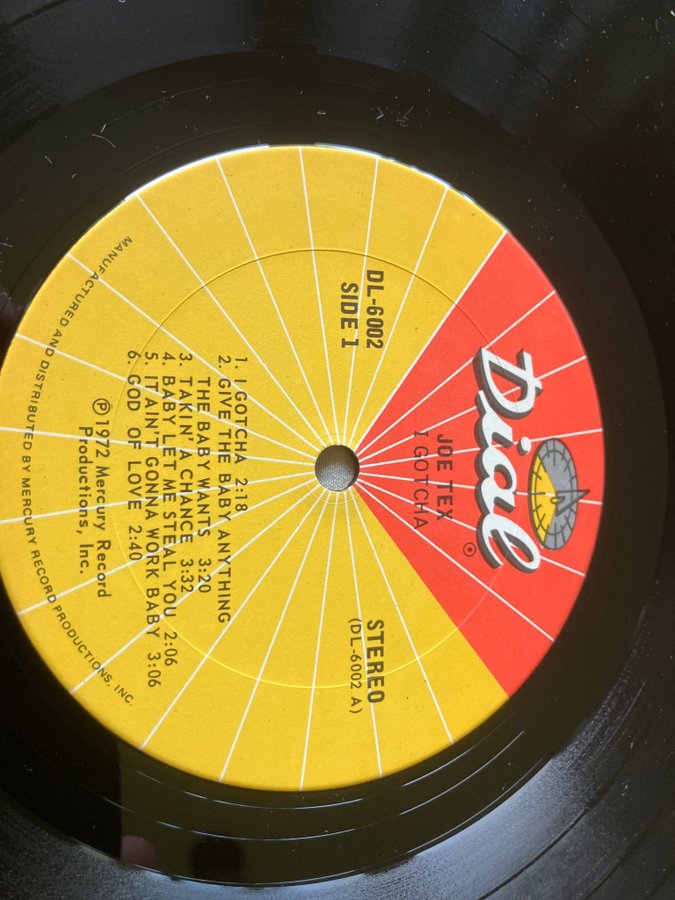 Dial
®
JOE TEX
I GOTCHA
DL-6002
SIDE 1
STEREO
(DL-6002 A)
1. I GOTCHA 2:18
2. GIVE THE BABY ANYTHING
THE BABY WANTS 3:20
3. TAKIN' A CHANCE 3:32
4. BABY LET ME STEAL YOU 2:06
5. IT AIN'T GONNA WORK BABY 3:06
6. GOD OF LOVE 2:40
℗ 1972 Mercury Record
Productions, Inc.
MANUFACTURED AND DISTRIBUTED BY MERCURY RECORD PRODUCTIONS, INC.